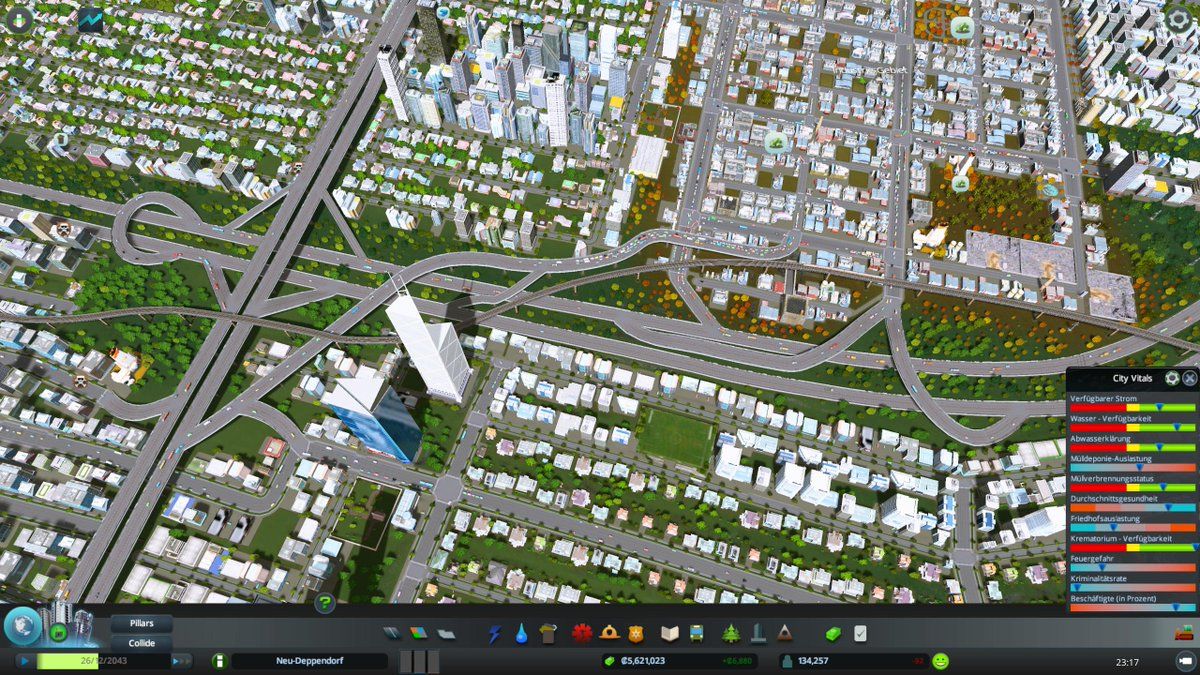 City Vitals
Verfügbarer Strom
Wasser - Verfügbarkeit
Abwasserklärung
Mülldeponie-Auslastung
Müllverbrennungsstatus
Durchschnittsgesundheit
Friedhofsauslastung
Krematorium - Verfügbarkeit
Feuergefahr
Kriminalitätsrate
Beschäftigte (in Prozent)
?
Pillars
Collide
26/12/2043
Neu-Deppendorf
₡5,621,023
+₡6,880
134,257
-92
23:17